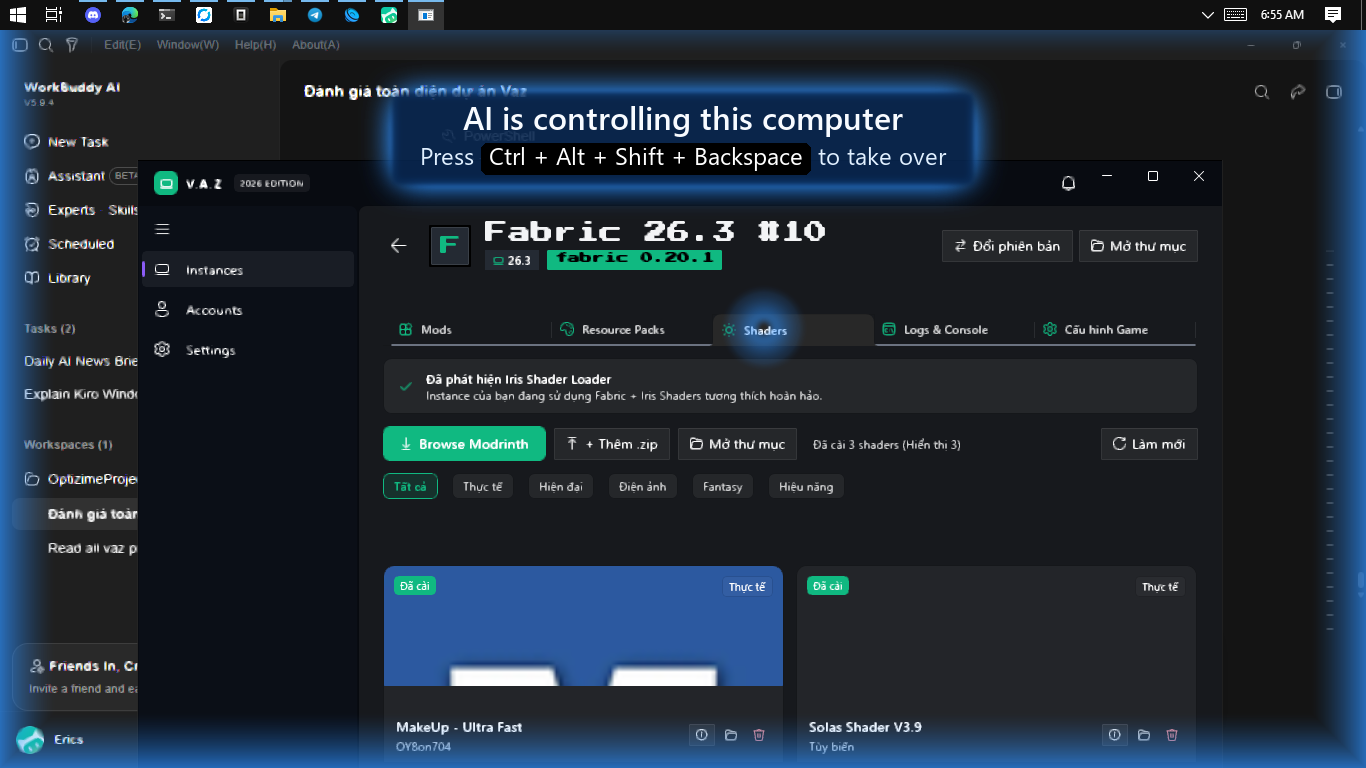 6:55 AM
Edit(E) Window(W) Help(H) About(A)
WorkBuddy AI
V5.9.4
Đánh giá toàn diện dự án Vaz
PowerShell
AI is controlling this computer
Press Ctrl + Alt + Shift + Backspace to take over
New Task
Assistant BETA
Experts · Skills
Scheduled
Library
Tasks (2)
Daily AI News Brie
Explain Kiro Windo
Workspaces (1)
OptizimeProje
Đánh giá toàn
Read all vaz p
Friends In, Cr
Invite a friend and ea
Erics
V.A.Z 2026 EDITION
Instances
Accounts
Settings
F
Fabric 26.3 #10
26.3 fabric 0.20.1
Đổi phiên bản
Mở thư mục
Mods
Resource Packs
Shaders
Logs & Console
Cấu hình Game
Đã phát hiện Iris Shader Loader
Instance của bạn đang sử dụng Fabric + Iris Shaders tương thích hoàn hảo.
Browse Modrinth
+ Thêm .zip
Mở thư mục
Đã cài 3 shaders (Hiển thị 3)
Làm mới
Tất cả
Thực tế
Hiện đại
Điện ảnh
Fantasy
Hiệu năng
Đã cài
Thực tế
MakeUp - Ultra Fast
OY8on704
Đã cài
Thực tế
Solas Shader V3.9
Tùy biến